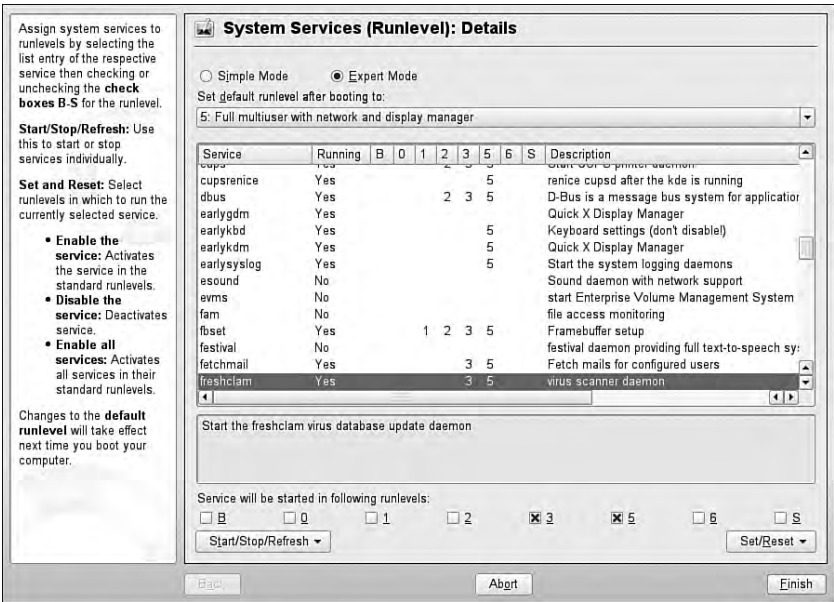 Assign system services to
runlevels by selecting the
list entry of the respective
service then checking or
unchecking the check
boxes B-S for the runlevel.
Start/Stop/Refresh: Use
this to start or stop
services individually.
Set and Reset: Select
runlevels in which to run the
currently selected service.
• Enable the
service: Activates
the service in the
standard runlevels.
• Disable the
service: Deactivates
service.
• Enable all
services: Activates
all services in their
standard runlevels.
Changes to the default
runlevel will take effect
next time you boot your
computer.
System Services (Runlevel): Details
Simple Mode Expert Mode
Set default runlevel after booting to:
5: Full multiuser with network and display manager
Service Running B 0 1 2 3 5 6 S Description
cups Yes 2 3 5 Start CUPS printer daemon
cupsrenice Yes 5 renice cupsd after the kde is running
dbus Yes 2 3 5 D-Bus is a message bus system for application
earlygdm Yes Quick X Display Manager
earlykbd Yes 5 Keyboard settings (don't disable!)
earlykdm Yes 5 Quick X Display Manager
earlysyslog Yes 5 Start the system logging daemons
esound No Sound daemon with network support
evms No start Enterprise Volume Management System
fam No file access monitoring
fbset Yes 1 2 3 5 Framebuffer setup
festival No festival daemon providing full text-to-speech sy
fetchmail Yes 3 5 Fetch mails for configured users
freshclam Yes 3 5 virus scanner daemon
Start the freshclam virus database update daemon
Service will be started in following runlevels:
B 0 1 2 3 5 6 S
Start/Stop/Refresh Set/Reset
Back Abort Finish